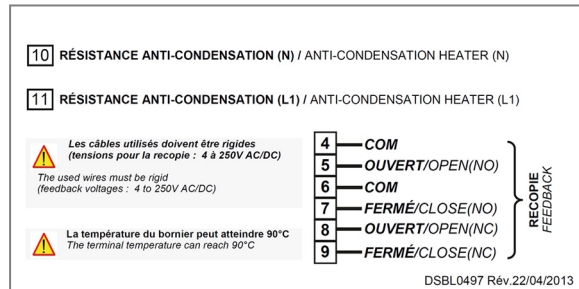 10 RÉSISTANCE ANTI-CONDENSATION (N) / ANTI-CONDENSATION HEATER (N)
11 RÉSISTANCE ANTI-CONDENSATION (L1) / ANTI-CONDENSATION HEATER (L1)
Les câbles utilisés doivent être rigides
(tensions pour la recopie : 4 à 250V AC/DC)
The used wires must be rigid
(feedback voltages : 4 to 250V AC/DC)
La température du bornier peut atteindre 90°C
The terminal temperature can reach 90°C
4 COM
5 OUVERT/OPEN(NO)
6 COM
7 FERMÉ/CLOSE(NO)
8 OUVERT/OPEN(NC)
9 FERMÉ/CLOSE(NC)
RECOPIE
FEEDBACK
DSBL0497 Rév.22/04/2013